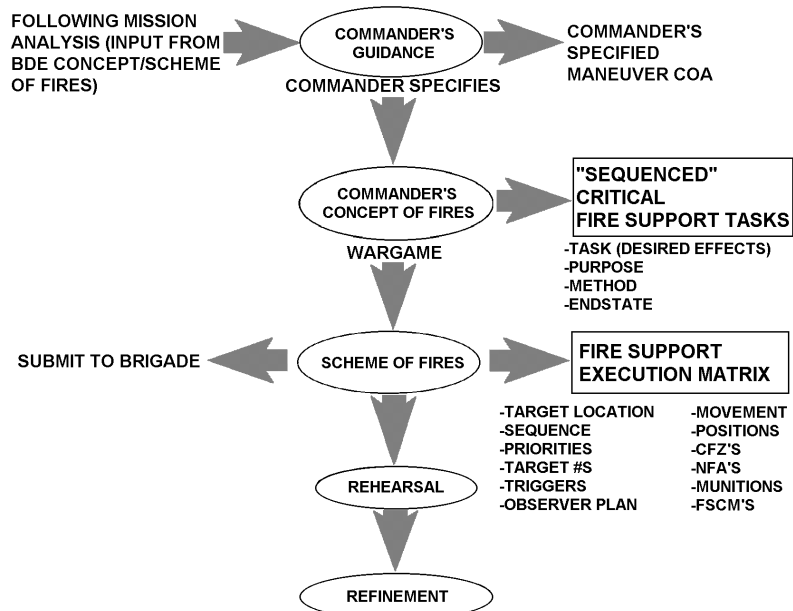 FOLLOWING MISSION
ANALYSIS (INPUT FROM
BDE CONCEPT/SCHEME
OF FIRES)
COMMANDER'S
GUIDANCE
COMMANDER'S
SPECIFIED
MANEUVER COA
COMMANDER SPECIFIES
COMMANDER'S
CONCEPT OF FIRES
"SEQUENCED"
CRITICAL
FIRE SUPPORT TASKS
-TASK (DESIRED EFFECTS)
-PURPOSE
-METHOD
-ENDSTATE
WARGAME
SUBMIT TO BRIGADE
SCHEME OF FIRES
FIRE SUPPORT
EXECUTION MATRIX
-TARGET LOCATION
-SEQUENCE
-PRIORITIES
-TARGET #S
-TRIGGERS
-OBSERVER PLAN
-MOVEMENT
-POSITIONS
-CFZ'S
-NFA'S
-MUNITIONS
-FSCM'S
REHEARSAL
REFINEMENT